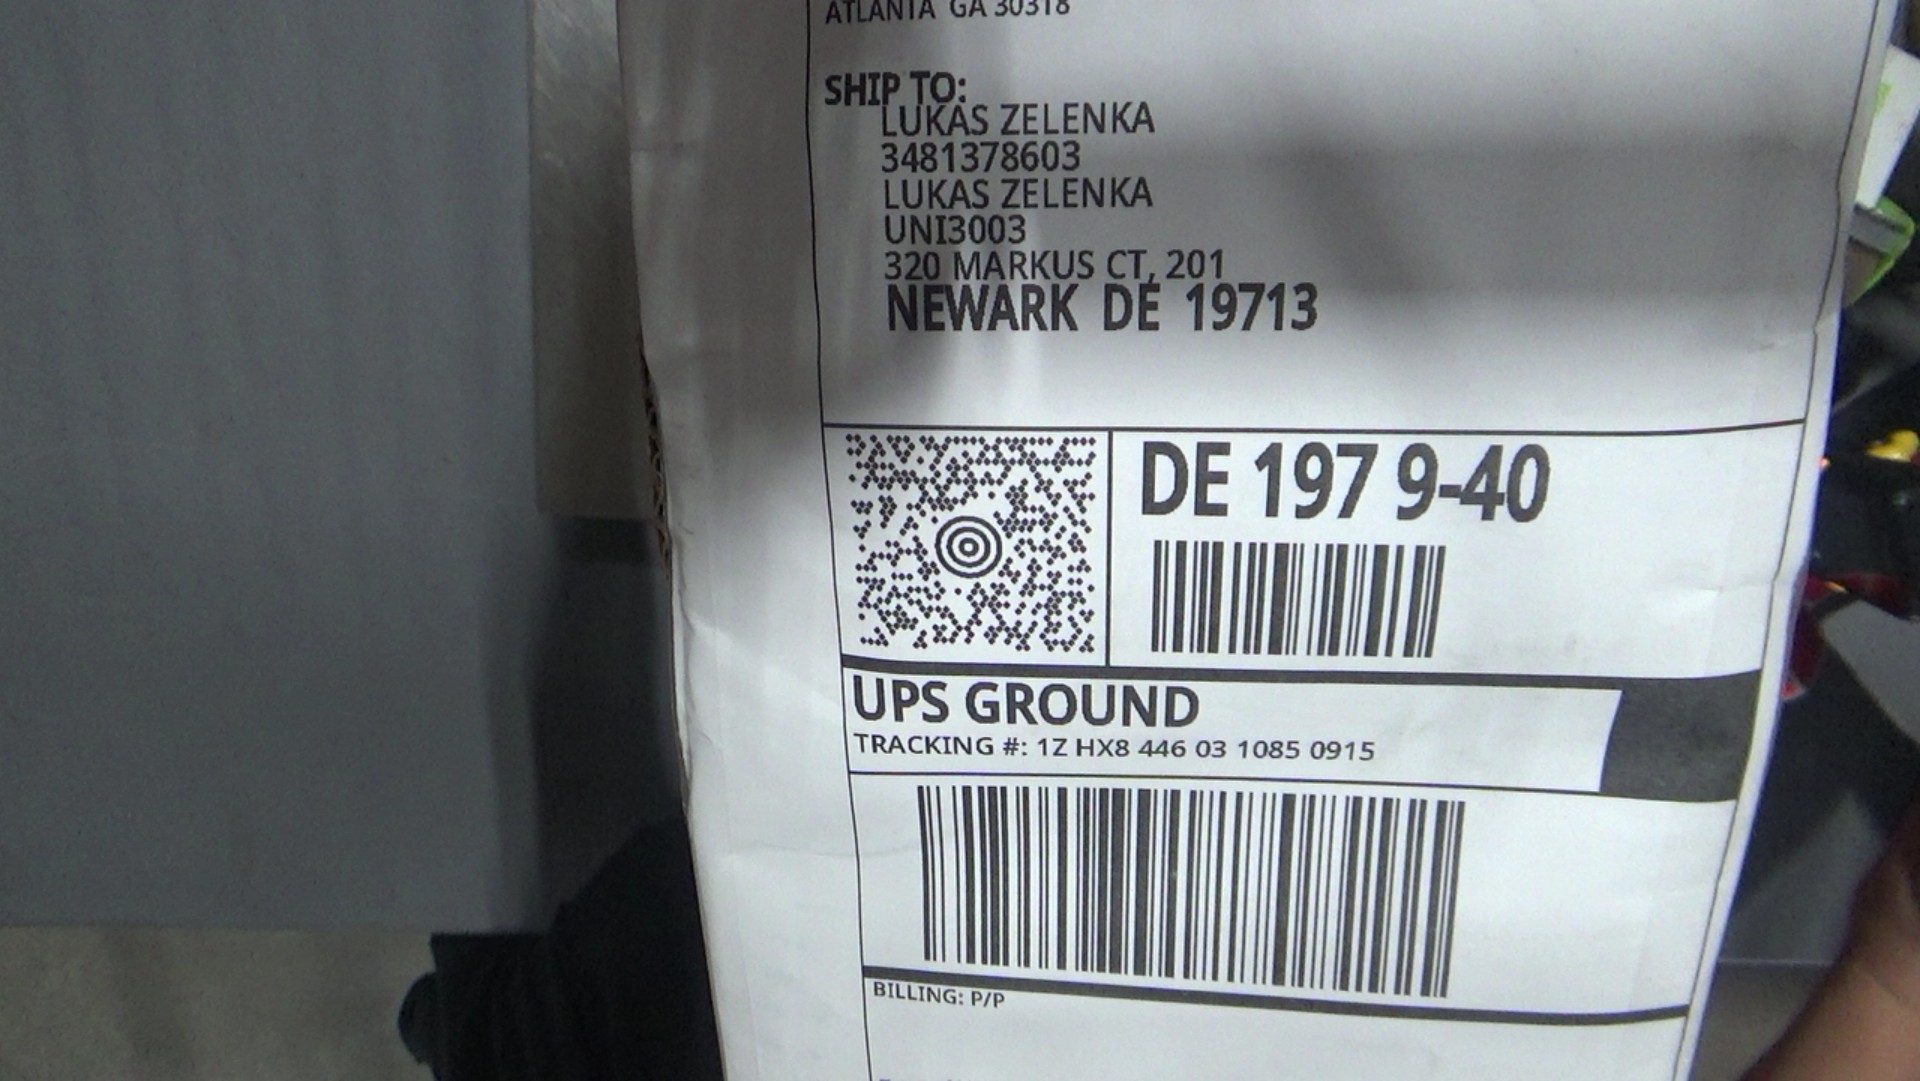 ATLANTA GA 30318
SHIP TO:
LUKAS ZELENKA
3481378603
LUKAS ZELENKA
UNI3003
320 MARKUS CT, 201
NEWARK DE 19713
DE 197 9-40
UPS GROUND
TRACKING #: 1Z HX8 446 03 1085 0915
BILLING: P/P